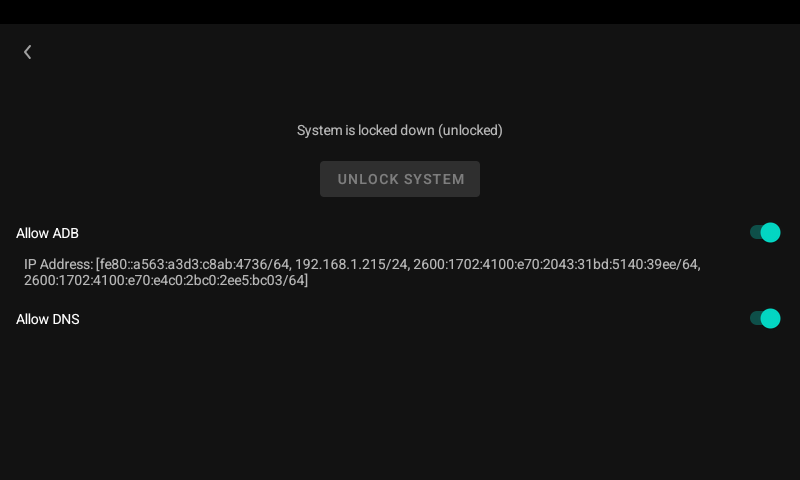 System is locked down (unlocked)
UNLOCK SYSTEM
Allow ADB
IP Address: [fe80::a563:a3d3:c8ab:4736/64, 192.168.1.215/24, 2600:1702:4100:e70:2043:31bd:5140:39ee/64,
2600:1702:4100:e70:e4c0:2bc0:2ee5:bc03/64]
Allow DNS